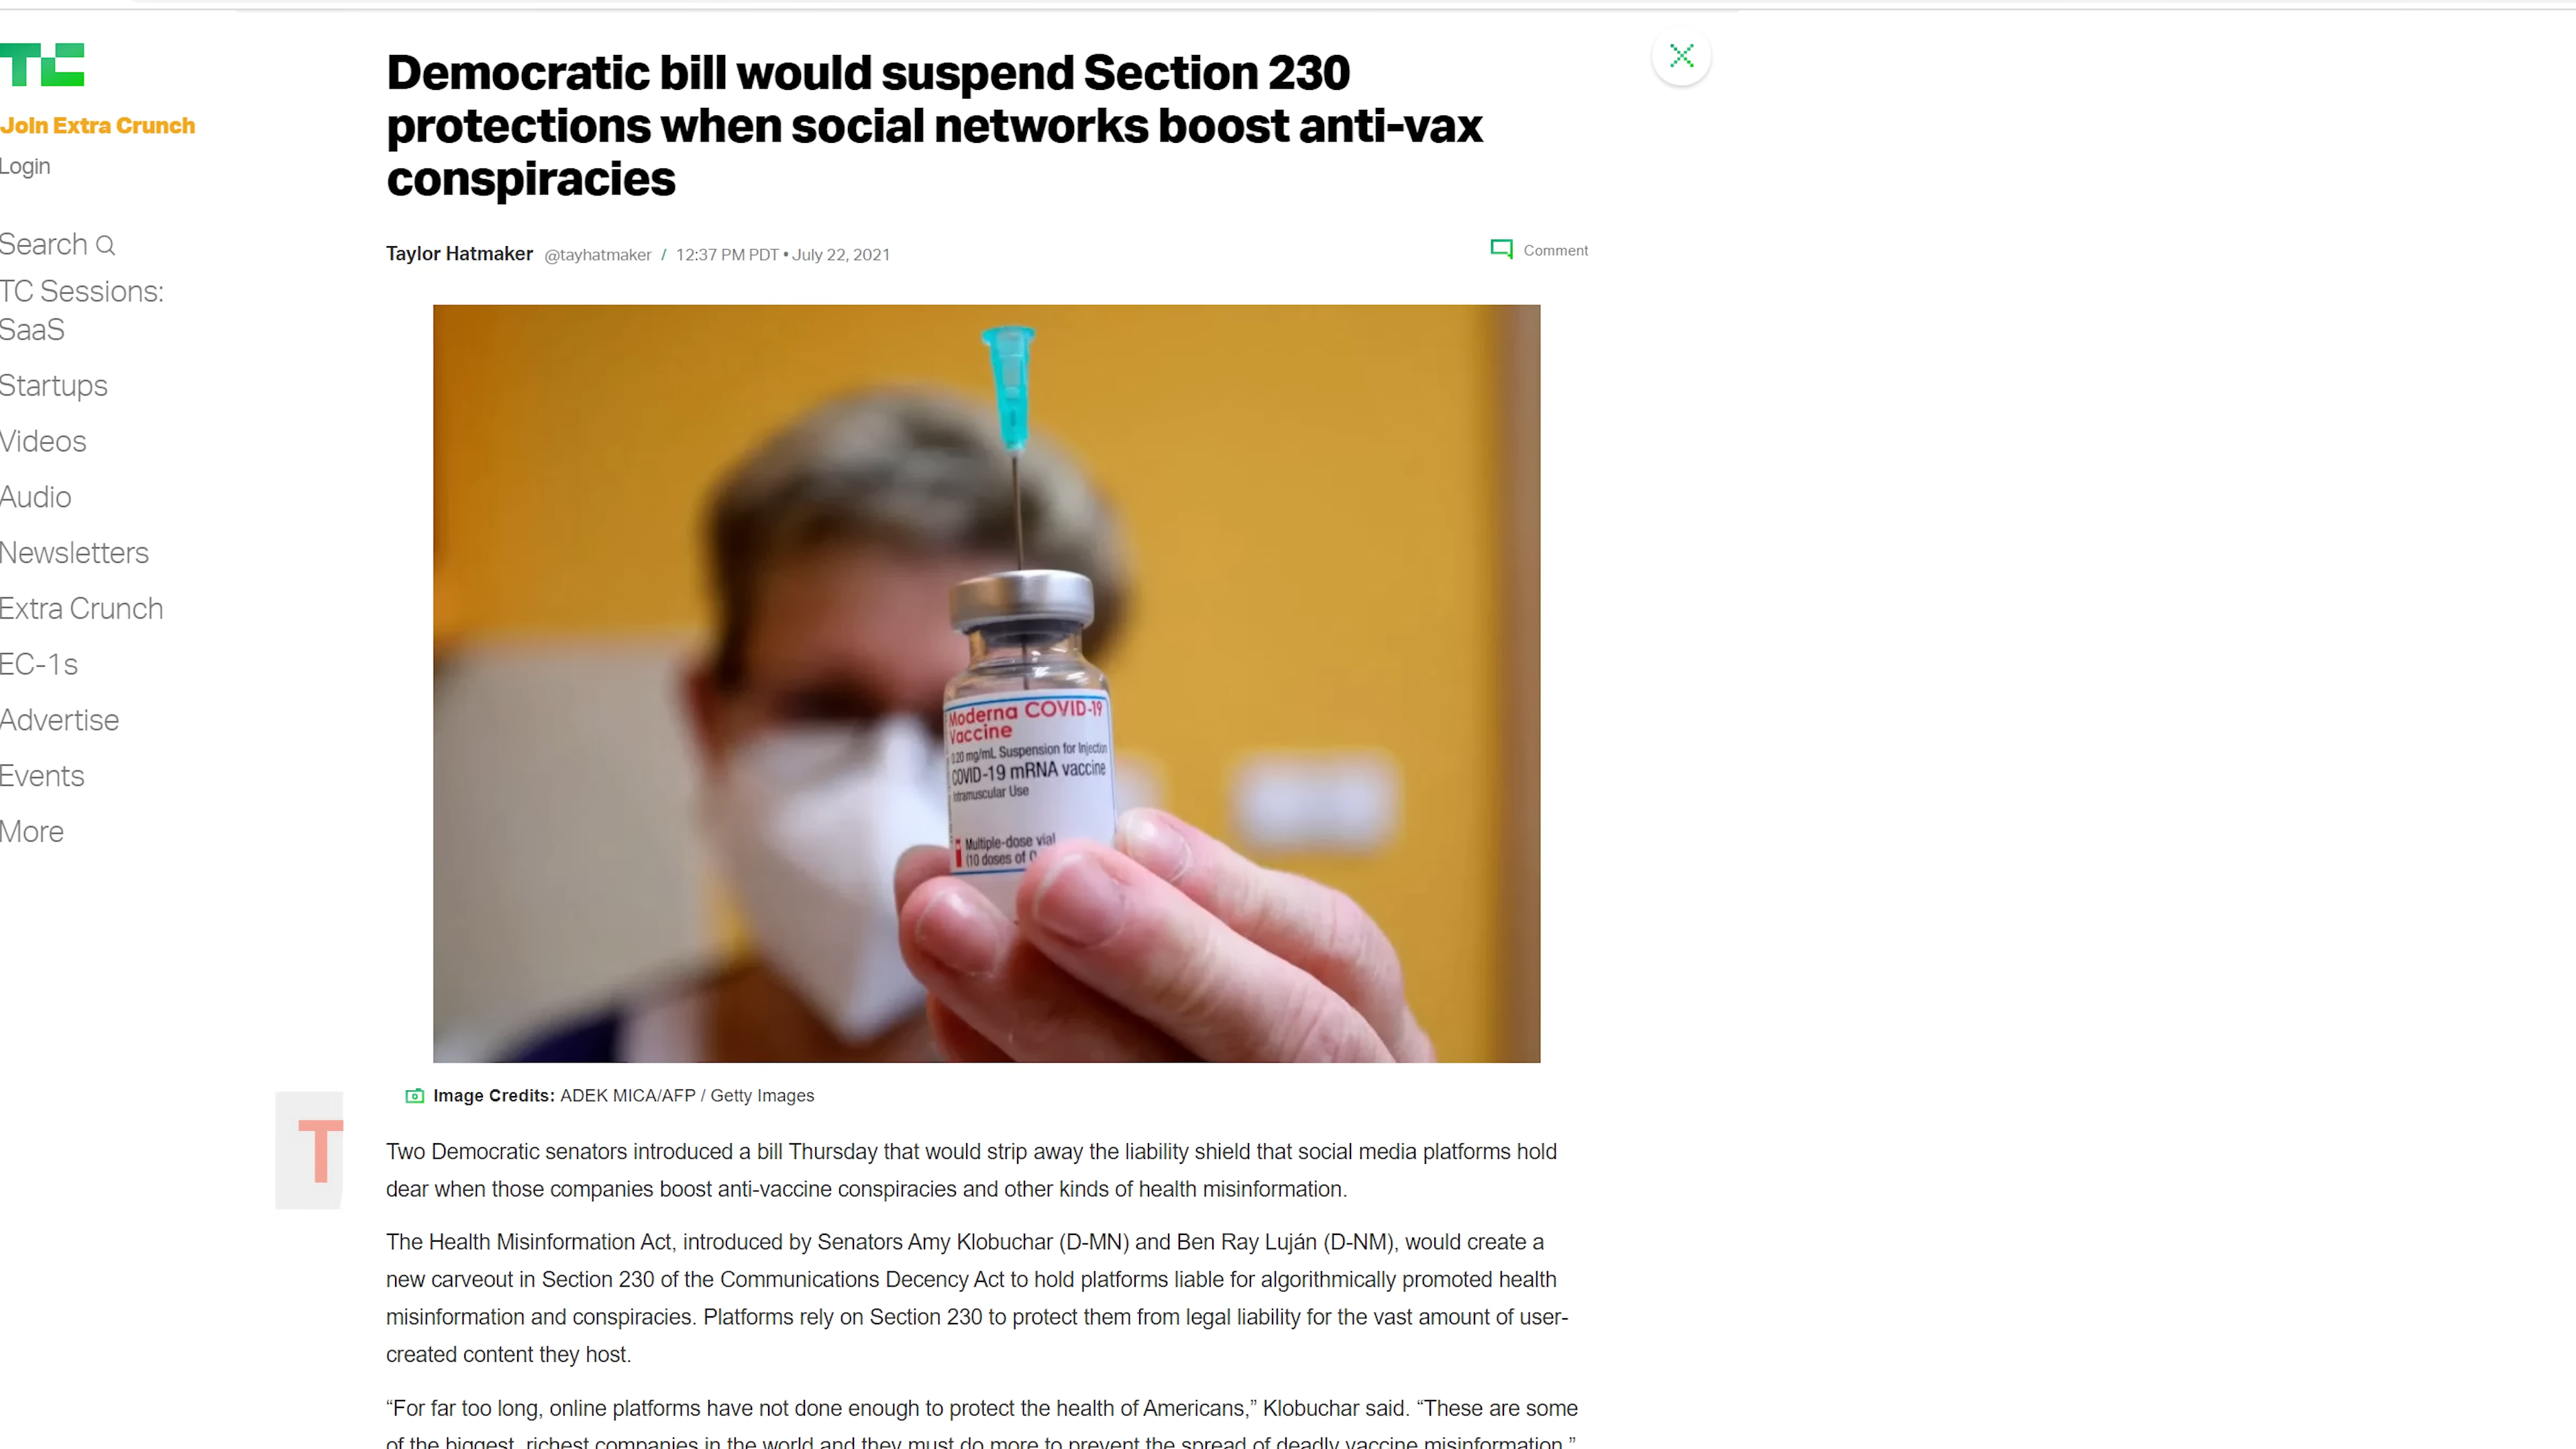 TC
Join Extra Crunch
Login
Search
TC Sessions:
SaaS
Startups
Videos
Audio
Newsletters
Extra Crunch
EC-1s
Advertise
Events
More
Democratic bill would suspend Section 230
protections when social networks boost anti-vax
conspiracies
Taylor Hatmaker @tayhatmaker / 12:37 PM PDT • July 22, 2021
Comment
Moderna COVID-19
Vaccine
0.20 mg/mL Suspension for Injection
COVID-19 mRNA vaccine
Intramuscular Use
Multiple-dose vial
(10 doses of
Image Credits: ADEK MICA/AFP / Getty Images
T
Two Democratic senators introduced a bill Thursday that would strip away the liability shield that social media platforms hold
dear when those companies boost anti-vaccine conspiracies and other kinds of health misinformation.
The Health Misinformation Act, introduced by Senators Amy Klobuchar (D-MN) and Ben Ray Luján (D-NM), would create a
new carveout in Section 230 of the Communications Decency Act to hold platforms liable for algorithmically promoted health
misinformation and conspiracies. Platforms rely on Section 230 to protect them from legal liability for the vast amount of user-
created content they host.
“For far too long, online platforms have not done enough to protect the health of Americans,” Klobuchar said. “These are some
of the biggest, richest companies in the world and they must do more to prevent the spread of deadly vaccine misinformation.”